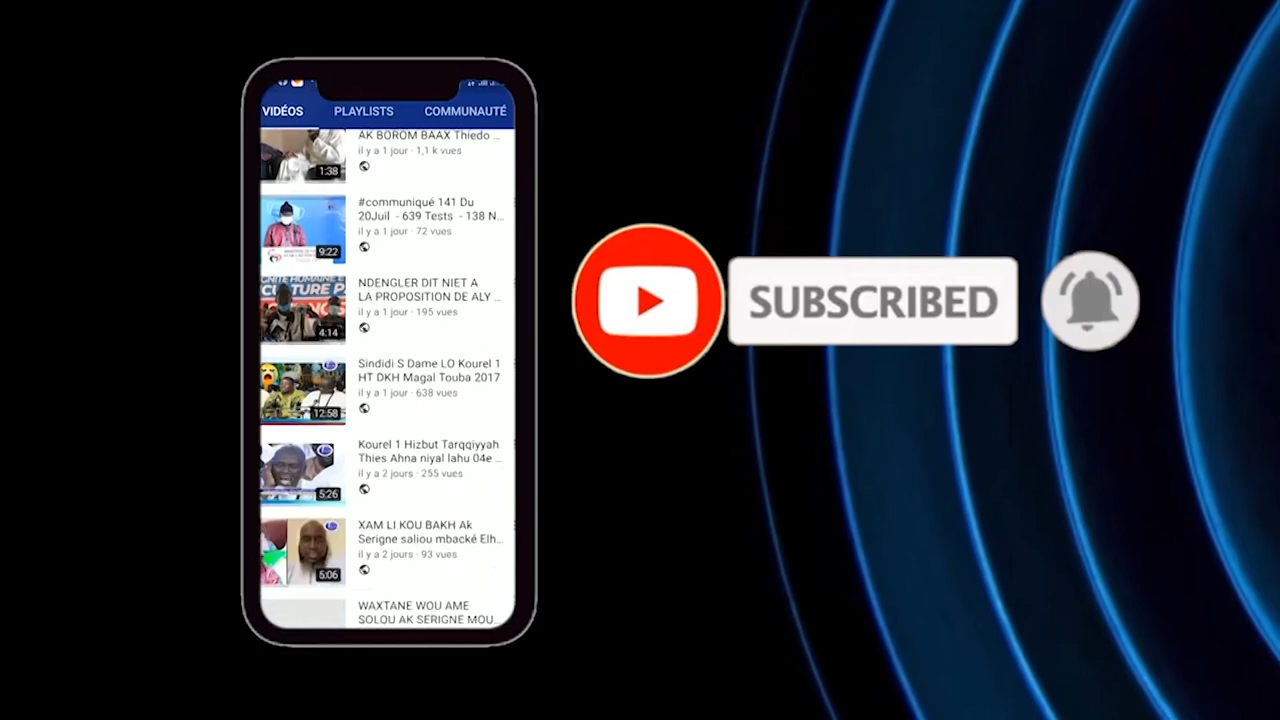 VIDÉOS PLAYLISTS COMMUNAUTÉ
AK BOROM BAAX Thiedo ...
il y a 1 jour · 1,1 k vues
1:38
#communiqué 141 Du
20Juil - 639 Tests - 138 N...
il y a 1 jour · 72 vues
9:22
NDENGLER DIT NIET A
LA PROPOSITION DE ALY ...
il y a 1 jour · 195 vues
CULTURE P
4:14
Sindidi S Dame LO Kourel 1
HT DKH Magal Touba 2017
il y a 1 jour · 638 vues
12:58
Kourel 1 Hizbut Tarqqiyyah
Thies Ahna niyal lahu 04e ...
il y a 2 jours · 255 vues
5:26
XAM LI KOU BAKH Ak
Serigne saliou mbacké Elh...
il y a 2 jours · 93 vues
5:06
WAXTANE WOU AME
SOLOU AK SERIGNE MOU...
SUBSCRIBED